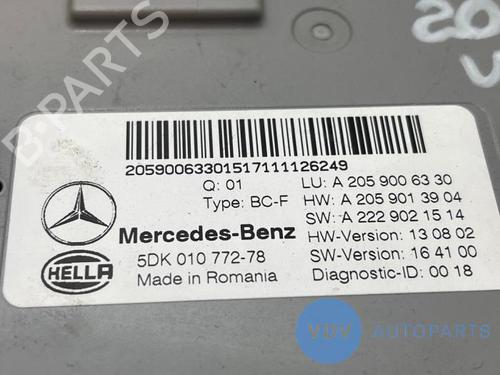 20
B-PARTS
20590063301517111126249
Q: 01
LU: A 205 900 63 30
Type: BC-F
HW: A 205 901 39 04
SW: A 222 902 15 14
Mercedes-Benz
HW-Version: 13 08 02
HELLA
5DK 010 772-78
SW-Version: 16 41 00
Made in Romania
Diagnostic-ID: 00 18
VDV AUTOPARTS